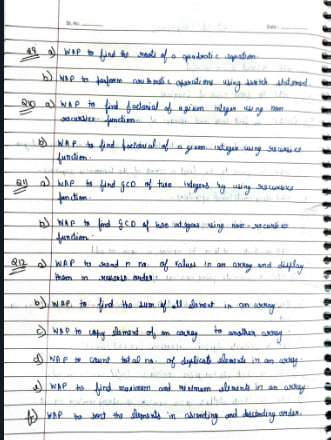 Q9 a) WAP to find the roots of a quadratic equation.
b) WAP to perform arithmetic operations using switch statement.
Q10 a) WAP to find factorial of a given integer using non
recursive function.
b) WAP to find factorial of a given integer using recursive
function.
Q11 a) WAP to find GCD of two integers by using recursive
function.
b) WAP to find GCD of two integers using non-recursive
function.
Q12 a) WAP to read n no. of values in an array and display
them in reverse order.
b) WAP to find the sum of all element in an array.
c) WAP to copy element of an array to another array.
d) WAP to count total no. of duplicate elements in an array.
e) WAP to find maximum and minimum elements in an array.
f) WAP to sort the elements in ascending and descending order.